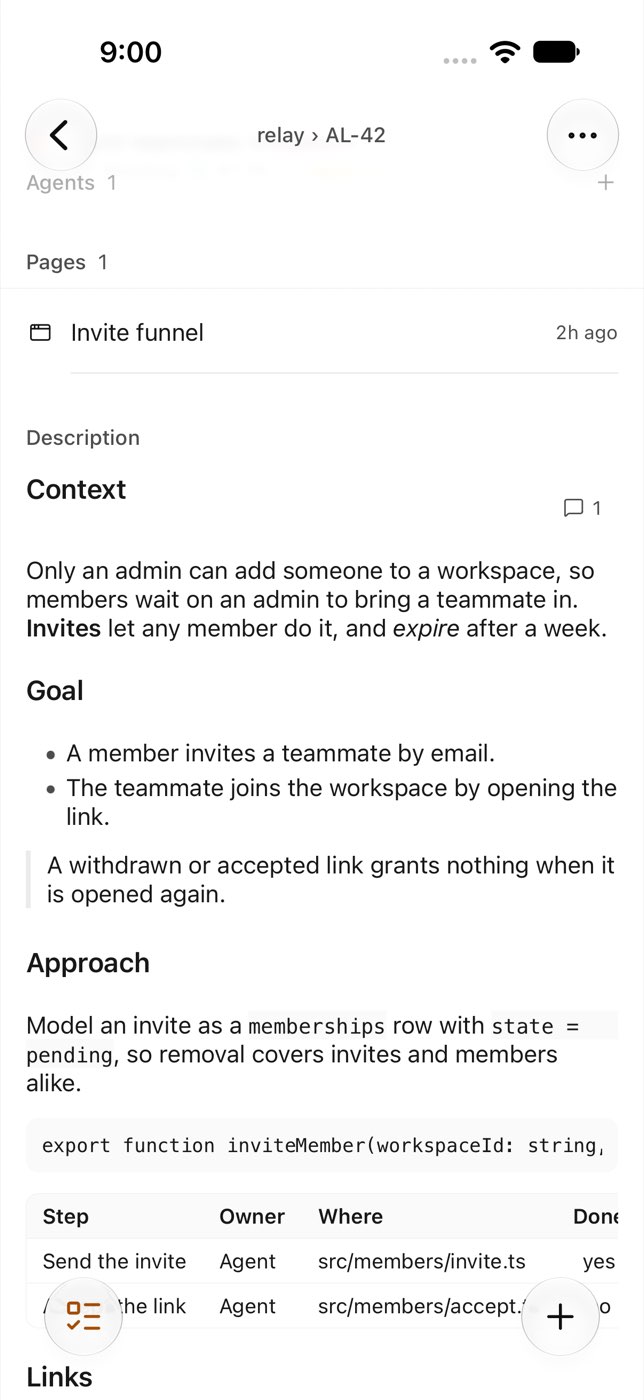 9:00
relay › AL-42
Agents 1
Pages 1
Invite funnel 2h ago
Description
Context
1
Only an admin can add someone to a workspace, so
members wait on an admin to bring a teammate in.
Invites let any member do it, and expire after a week.
Goal
• A member invites a teammate by email.
• The teammate joins the workspace by opening the
link.
A withdrawn or accepted link grants nothing when it
is opened again.
Approach
Model an invite as a memberships row with state =
pending, so removal covers invites and members
alike.
export function inviteMember(workspaceId: string,
Step Owner Where Done
Send the invite Agent src/members/invite.ts yes
the link Agent src/members/accept.
Links